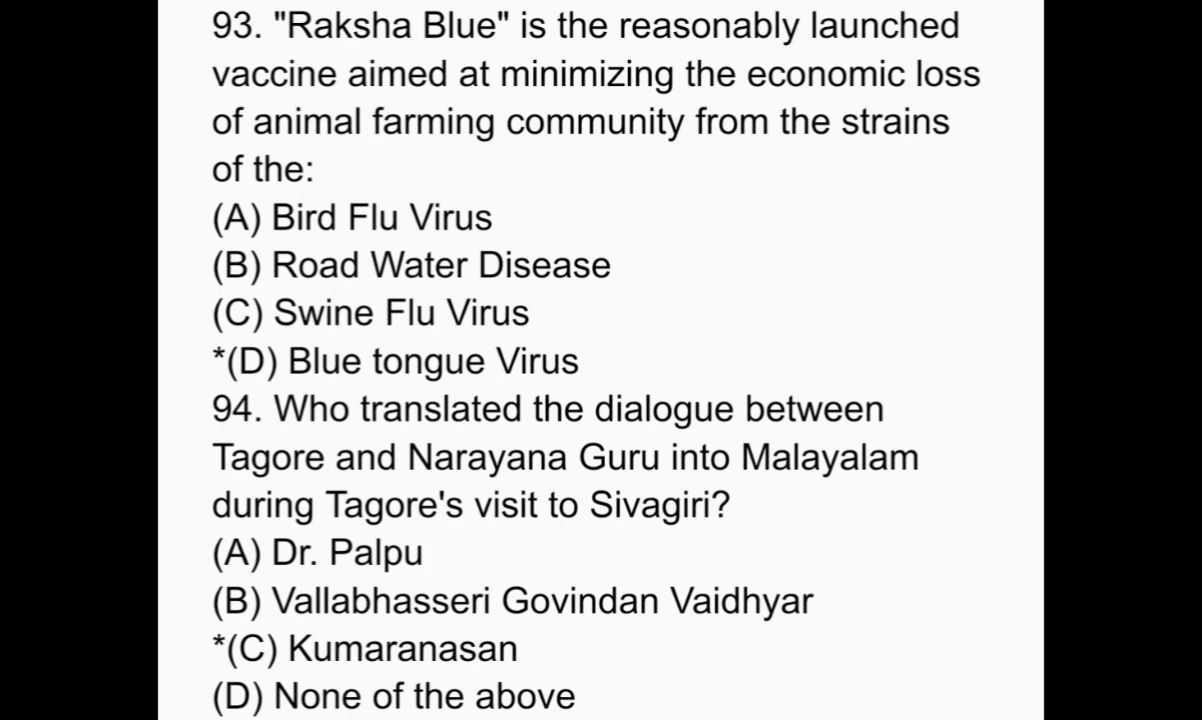 93. "Raksha Blue" is the reasonably launched
vaccine aimed at minimizing the economic loss
of animal farming community from the strains
of the:
(A) Bird Flu Virus
(B) Road Water Disease
(C) Swine Flu Virus
*(D) Blue tongue Virus
94. Who translated the dialogue between
Tagore and Narayana Guru into Malayalam
during Tagore's visit to Sivagiri?
(A) Dr. Palpu
(B) Vallabhasseri Govindan Vaidhyar
*(C) Kumaranasan
(D) None of the above